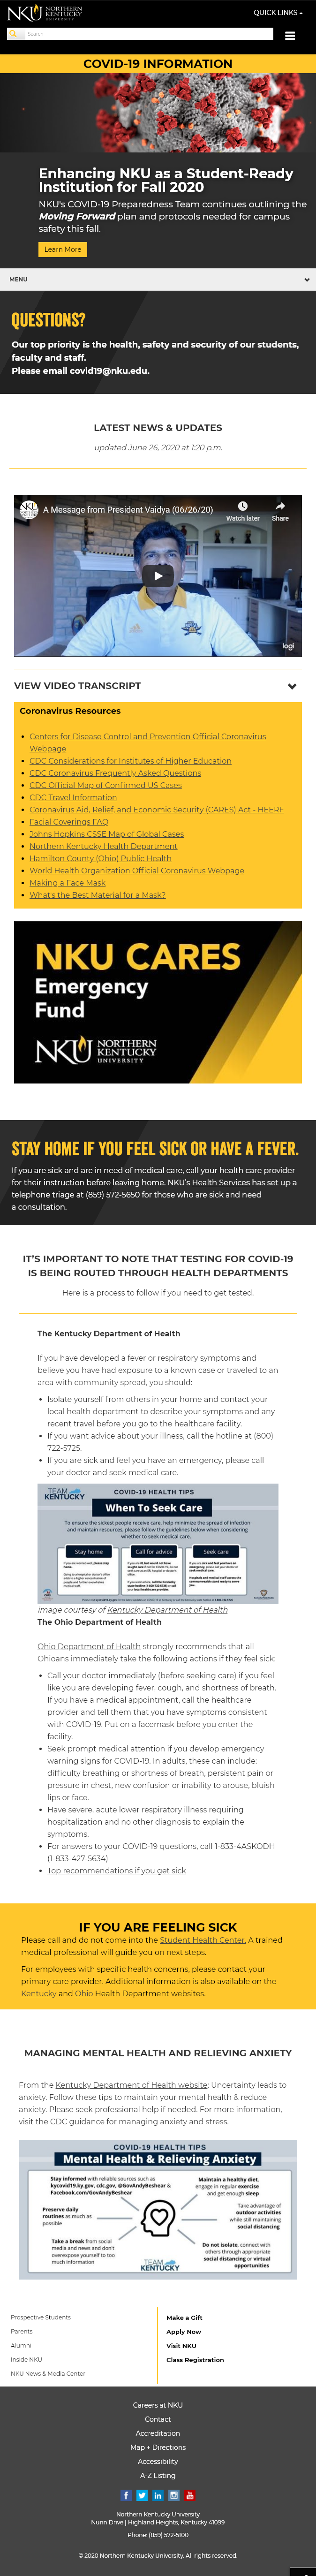 NKU NORTHERN KENTUCKY UNIVERSITY
QUICK LINKS
Search
COVID-19 INFORMATION
Enhancing NKU as a Student-Ready
Institution for Fall 2020
NKU's COVID-19 Preparedness Team continues outlining the
Moving Forward plan and protocols needed for campus
safety this fall.
Learn More
MENU
QUESTIONS?
Our top priority is the health, safety and security of our students,
faculty and staff.
Please email covid19@nku.edu.
LATEST NEWS & UPDATES
updated June 26, 2020 at 1:20 p.m.
A Message from President Vaidya (06/26/20)
Watch later
Share
logi
VIEW VIDEO TRANSCRIPT
Coronavirus Resources
Centers for Disease Control and Prevention Official Coronavirus
Webpage
CDC Considerations for Institutes of Higher Education
CDC Coronavirus Frequently Asked Questions
CDC Official Map of Confirmed US Cases
CDC Travel Information
Coronavirus Aid, Relief, and Economic Security (CARES) Act - HEERF
Facial Coverings FAQ
Johns Hopkins CSSE Map of Global Cases
Northern Kentucky Health Department
Hamilton County (Ohio) Public Health
World Health Organization Official Coronavirus Webpage
Making a Face Mask
What's the Best Material for a Mask?
NKU CARES
Emergency
Fund
NKU NORTHERN KENTUCKY UNIVERSITY
STAY HOME IF YOU FEEL SICK OR HAVE A FEVER.
If you are sick and are in need of medical care, call your health care provider
for their instruction before leaving home. NKU's Health Services has set up a
telephone triage at (859) 572-5650 for those who are sick and need
a consultation.
IT'S IMPORTANT TO NOTE THAT TESTING FOR COVID-19
IS BEING ROUTED THROUGH HEALTH DEPARTMENTS
Here is a process to follow if you need to get tested.
The Kentucky Department of Health
If you have developed a fever or respiratory symptoms and
believe you have had exposure to a known case or traveled to an
area with community spread, you should:
Isolate yourself from others in your home and contact your
local health department to describe your symptoms and any
recent travel before you go to the healthcare facility.
If you want advice about your illness, call the hotline at (800)
722-5725.
If you are sick and feel you have an emergency, please call
your doctor and seek medical care.
TEAM KENTUCKY
COVID-19 HEALTH TIPS
When To Seek Care
Stay home
Call for advice
Seek care
image courtesy of Kentucky Department of Health
The Ohio Department of Health
Ohio Department of Health strongly recommends that all
Ohioans immediately take the following actions if they feel sick:
Call your doctor immediately (before seeking care) if you feel
like you are developing fever, cough, and shortness of breath.
If you have a medical appointment, call the healthcare
provider and tell them that you have symptoms consistent
with COVID-19. Put on a facemask before you enter the
facility.
Seek prompt medical attention if you develop emergency
warning signs for COVID-19. In adults, these can include:
difficulty breathing or shortness of breath, persistent pain or
pressure in chest, new confusion or inability to arouse, bluish
lips or face.
Have severe, acute lower respiratory illness requiring
hospitalization and no other diagnosis to explain the
symptoms.
For answers to your COVID-19 questions, call 1-833-4ASKODH
(1-833-427-5634)
Top recommendations if you get sick
IF YOU ARE FEELING SICK
Please call and do not come into the Student Health Center. A trained
medical professional will guide you on next steps.
For employees with specific health concerns, please contact your
primary care provider. Additional information is also available on the
Kentucky and Ohio Health Department websites.
MANAGING MENTAL HEALTH AND RELIEVING ANXIETY
From the Kentucky Department of Health website: Uncertainty leads to
anxiety. Follow these tips to maintain your mental health & reduce
anxiety. Please seek professional help if needed. For more information,
visit the CDC guidance for managing anxiety and stress.
COVID-19 HEALTH TIPS
Mental Health & Relieving Anxiety
Stay informed with reliable sources such as
kycovid19.ky.gov, cdc.gov, @GovAndyBeshear &
Facebook.com/GovAndyBeshear
Maintain a healthy diet,
get regular exercise
and get enough sleep
Preserve daily
routines as much as
possible
Take advantage of
outdoor activities
while still maintaining
social distancing
Take a break from
social media and news
and don't overexpose
yourself to too
much information
Do not overcompensate
for lack of in-person
socialization, but do
connect with others with
appropriate social
distancing or virtual
opportunities
TEAM KENTUCKY
Prospective Students
Parents
Alumni
Inside NKU
NKU News & Media Center
Make a Gift
Apply Now
Visit NKU
Class Registration
Careers at NKU
Contact
Accreditation
Map + Directions
Accessibility
A-Z Listing
Northern Kentucky University
Nunn Drive | Highland Heights, Kentucky 41099
Phone: (859) 572-5100
© 2020 Northern Kentucky University. All rights reserved.